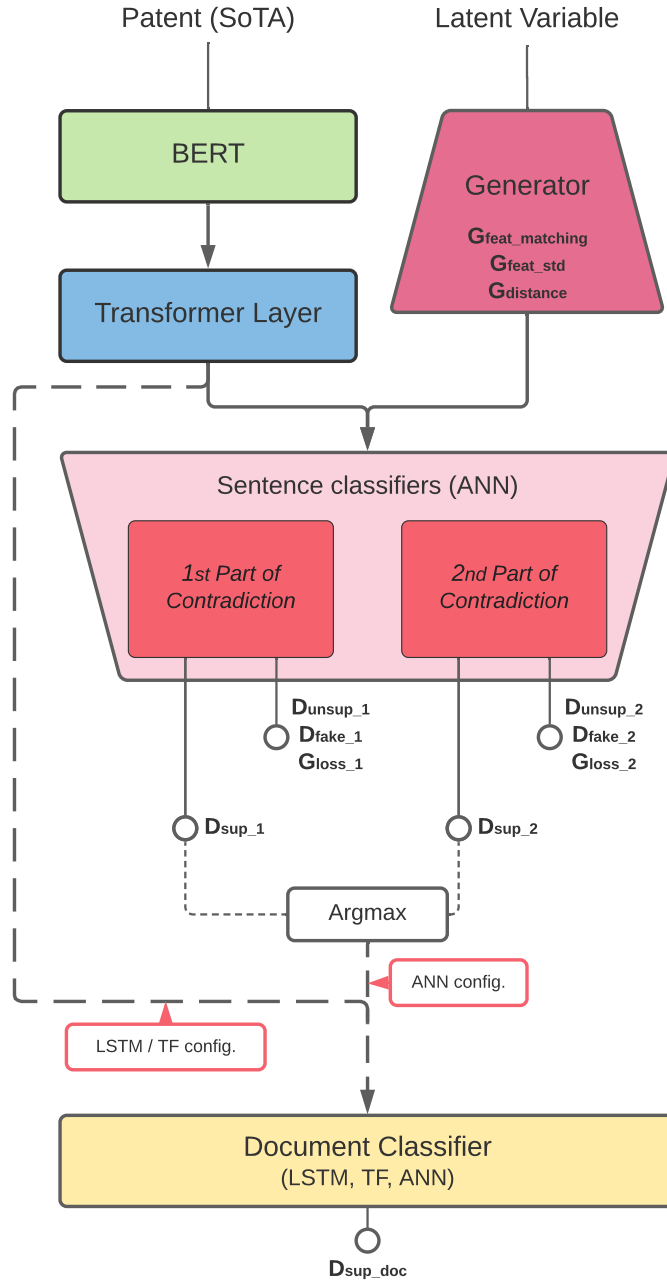 Patent (SoTA)
Latent Variable
BERT
Generator
Gfeat_matching
Gfeat_std
Gdistance
Transformer Layer
Sentence classifiers (ANN)
1st Part of
Contradiction
2nd Part of
Contradiction
Dunsup_1
Dfake_1
Gloss_1
Dunsup_2
Dfake_2
Gloss_2
Dsup_1
Dsup_2
Argmax
ANN config.
LSTM / TF config.
Document Classifier
(LSTM, TF, ANN)
Dsup_doc